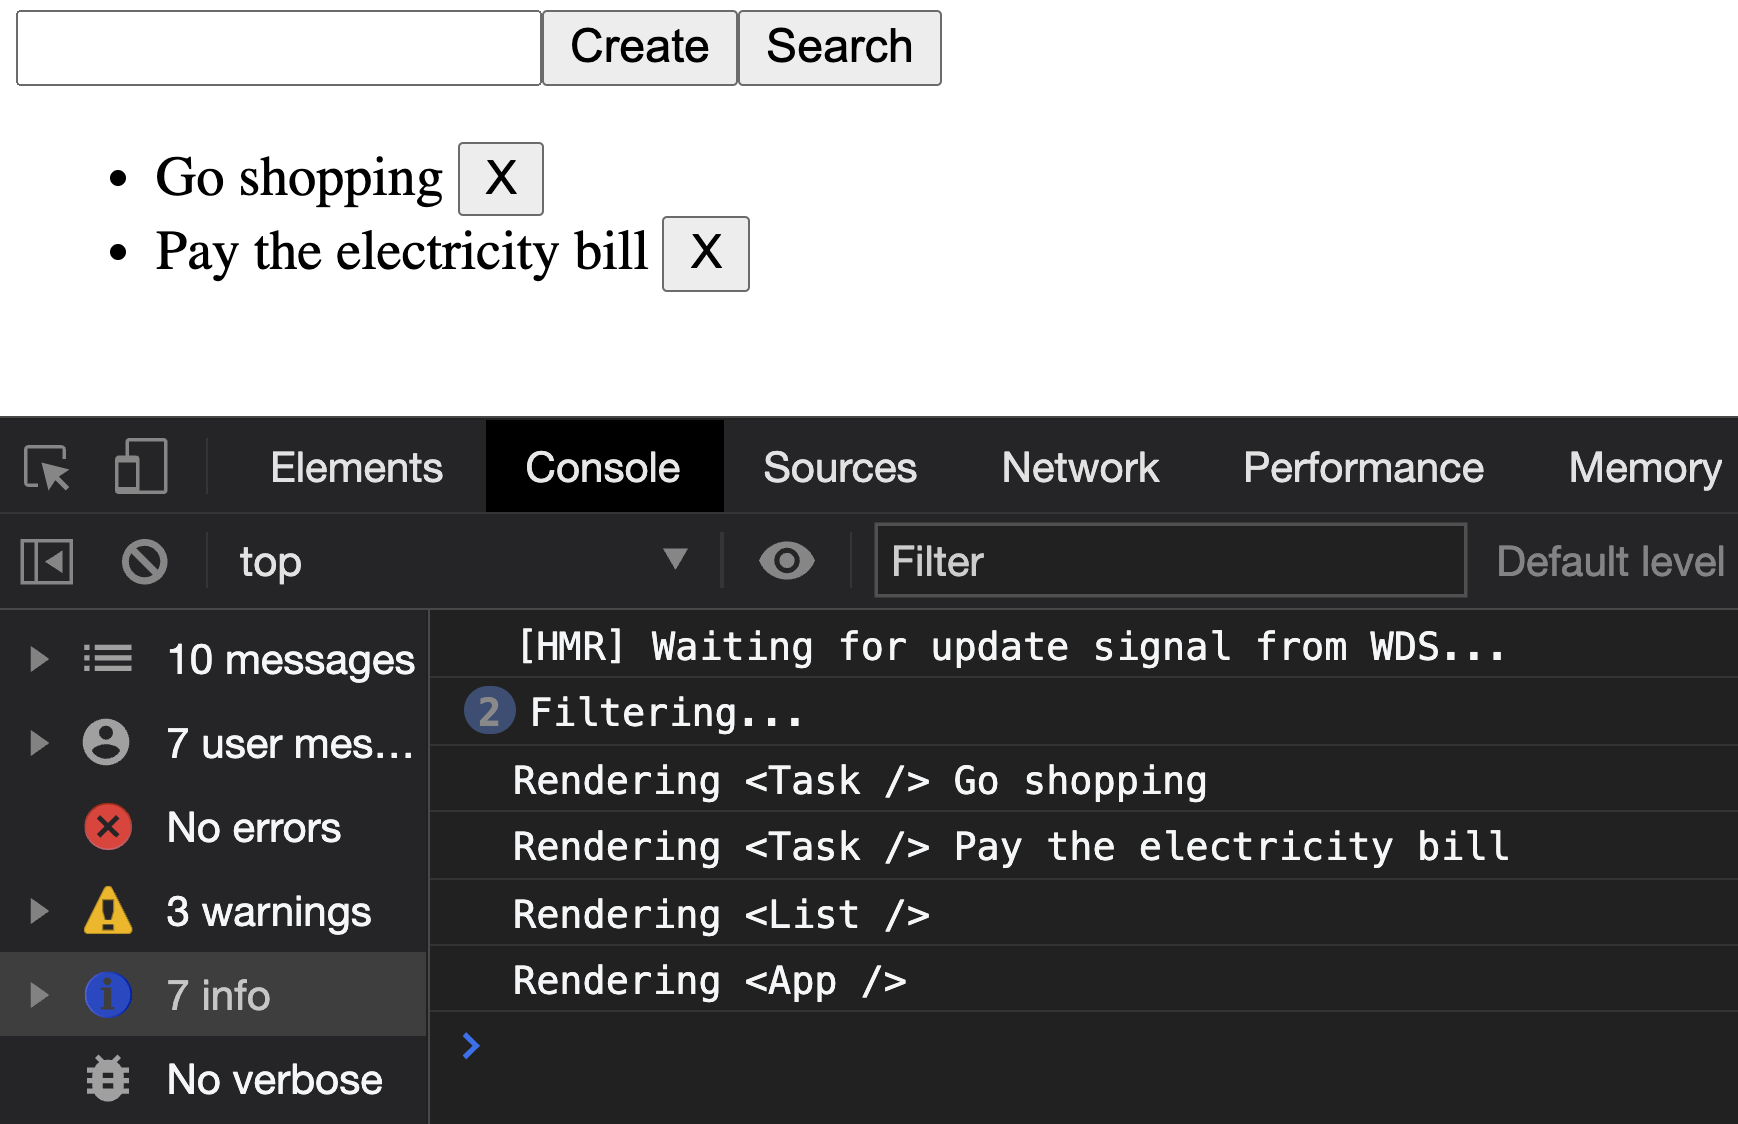 Create Search
Go shopping X
Pay the electricity bill X
Elements Console Sources Network Performance Memory
top Filter Default level
10 messages
7 user mes...
No errors
3 warnings
7 info
No verbose
[HMR] Waiting for update signal from WDS...
2 Filtering...
Rendering <Task /> Go shopping
Rendering <Task /> Pay the electricity bill
Rendering <List />
Rendering <App />